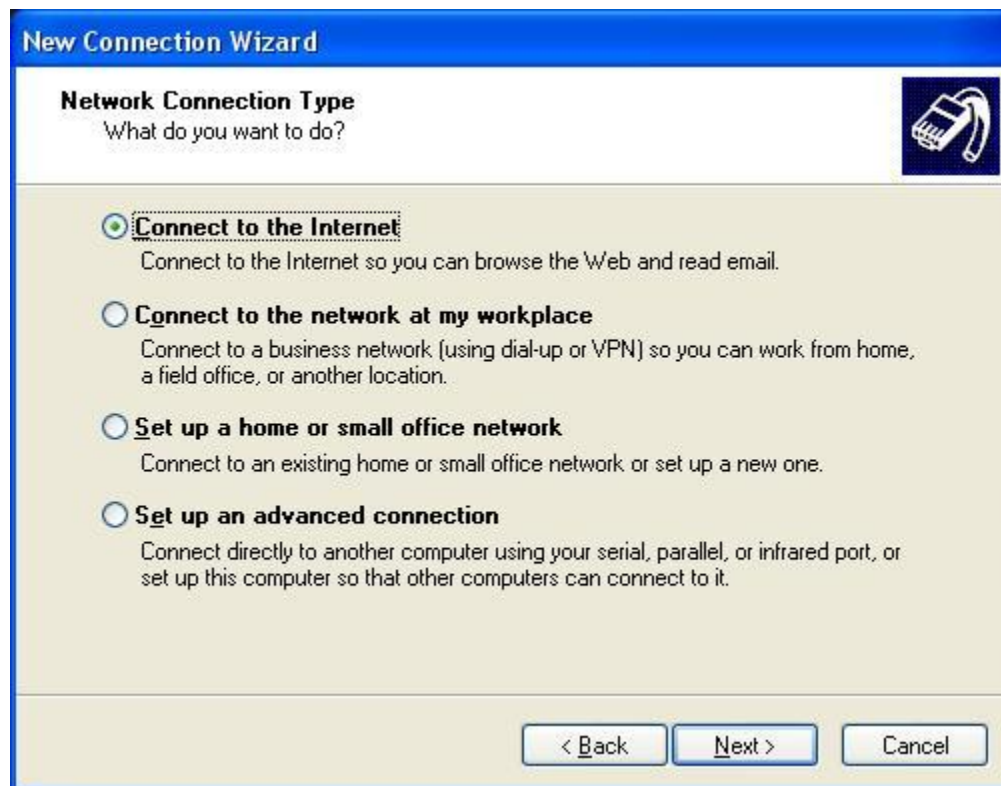 New Connection Wizard
Network Connection Type
What do you want to do?
Connect to the Internet
Connect to the Internet so you can browse the Web and read email.
Connect to the network at my workplace
Connect to a business network (using dial-up or VPN) so you can work from home,
a field office, or another location.
Set up a home or small office network
Connect to an existing home or small office network or set up a new one.
Set up an advanced connection
Connect directly to another computer using your serial, parallel, or infrared port, or
set up this computer so that other computers can connect to it.
< Back Next > Cancel